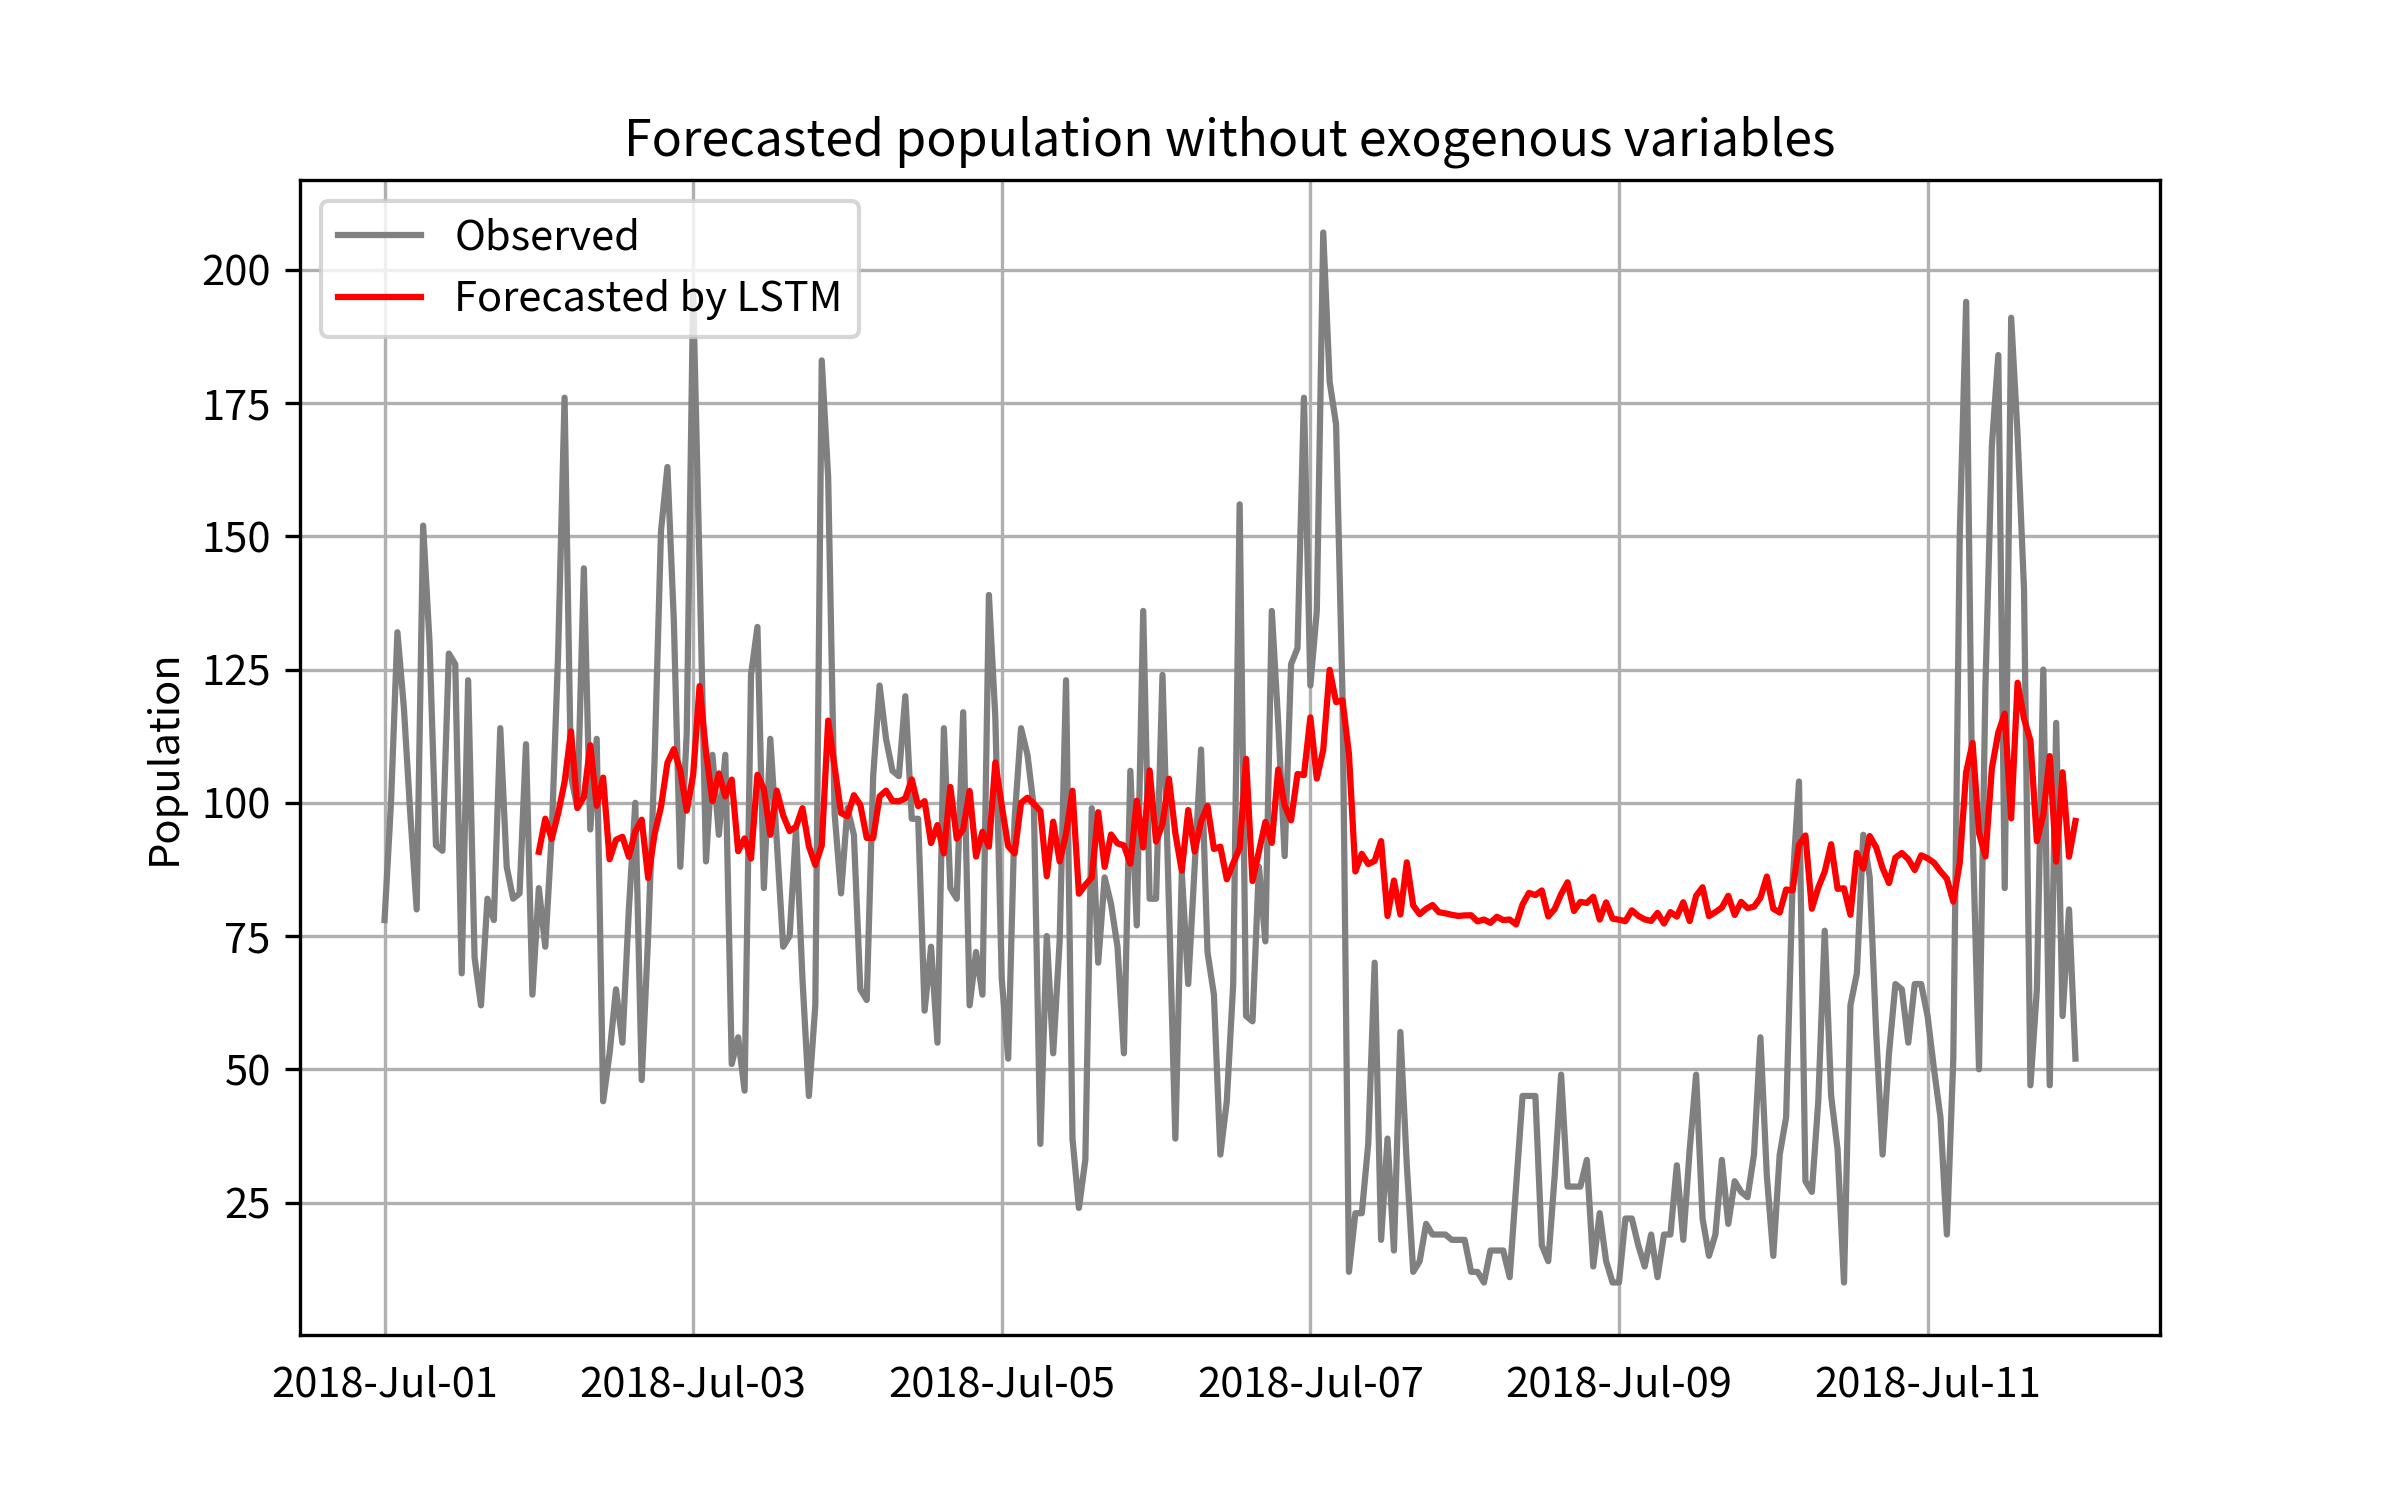 Forecasted population without exogenous variables
Observed
Forecasted by LSTM
Population
200
175
150
125
100
75
50
25
2018-Jul-01 2018-Jul-03 2018-Jul-05 2018-Jul-07 2018-Jul-09 2018-Jul-11